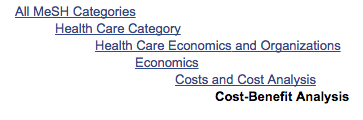 All MeSH Categories
Health Care Category
Health Care Economics and Organizations
Economics
Costs and Cost Analysis
Cost-Benefit Analysis